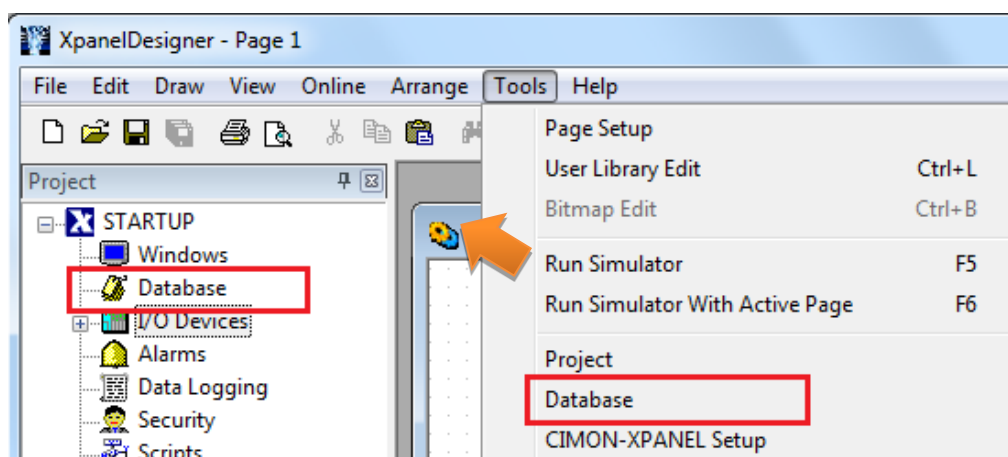 XpanelDesigner - Page 1
File Edit Draw View Online Arrange Tools Help
Project
STARTUP
Windows
Database
I/O Devices
Alarms
Data Logging
Security
Scripts
Page Setup
User Library Edit Ctrl+L
Bitmap Edit Ctrl+B
Run Simulator F5
Run Simulator With Active Page F6
Project
Database
CIMON-XPANEL Setup